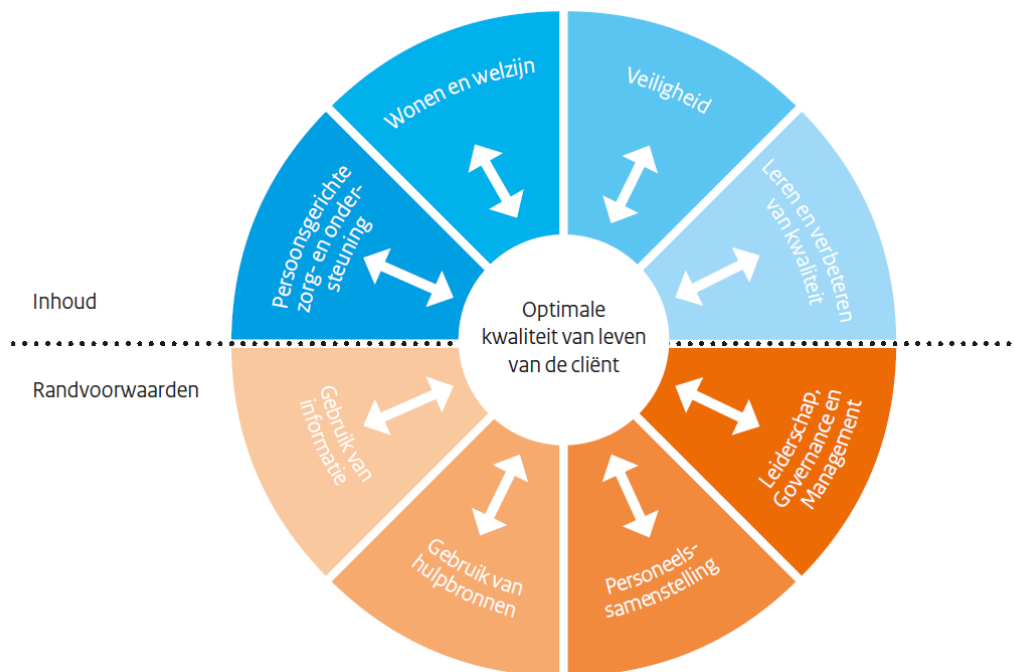 Wonen en welzijn
Veiligheid
Persoonsgerichte
zorg- en onder-
steuning
Leren en verbeteren
van kwaliteit
Inhoud
Optimale
kwaliteit van leven
van de cliënt
Randvoorwaarden
Gebruik van
informatie
Leiderschap,
Governance en
Management
Gebruik van
hulpbronnen
Personeels-
samenstelling